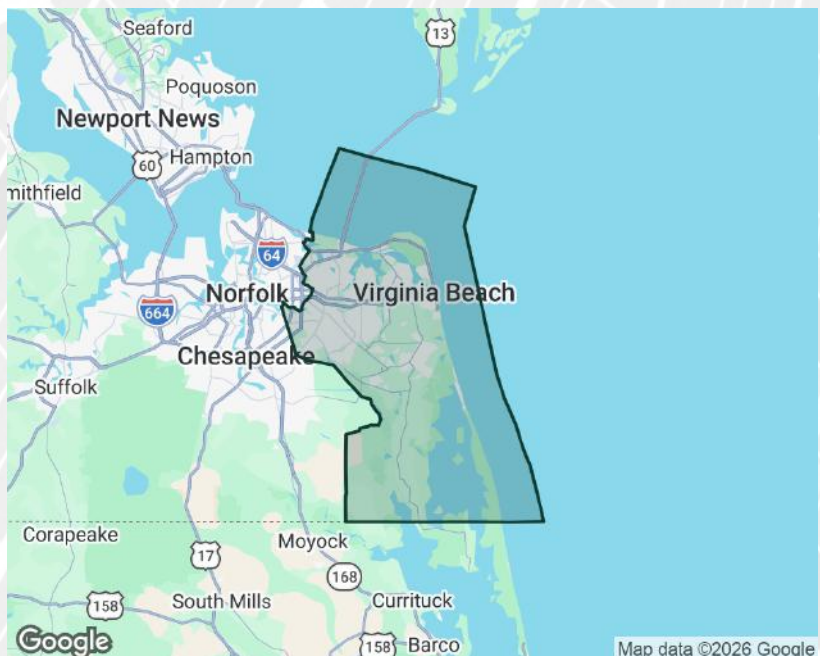 Seaford
13
Poquoson
Newport News
60
Hampton
mithfield
64
Norfolk
Virginia Beach
664
Chesapeake
Suffolk
Corapeake
Moyock
17
168
158
South Mills
Currituck
Google
158
Barco
Map data ©2026 Google